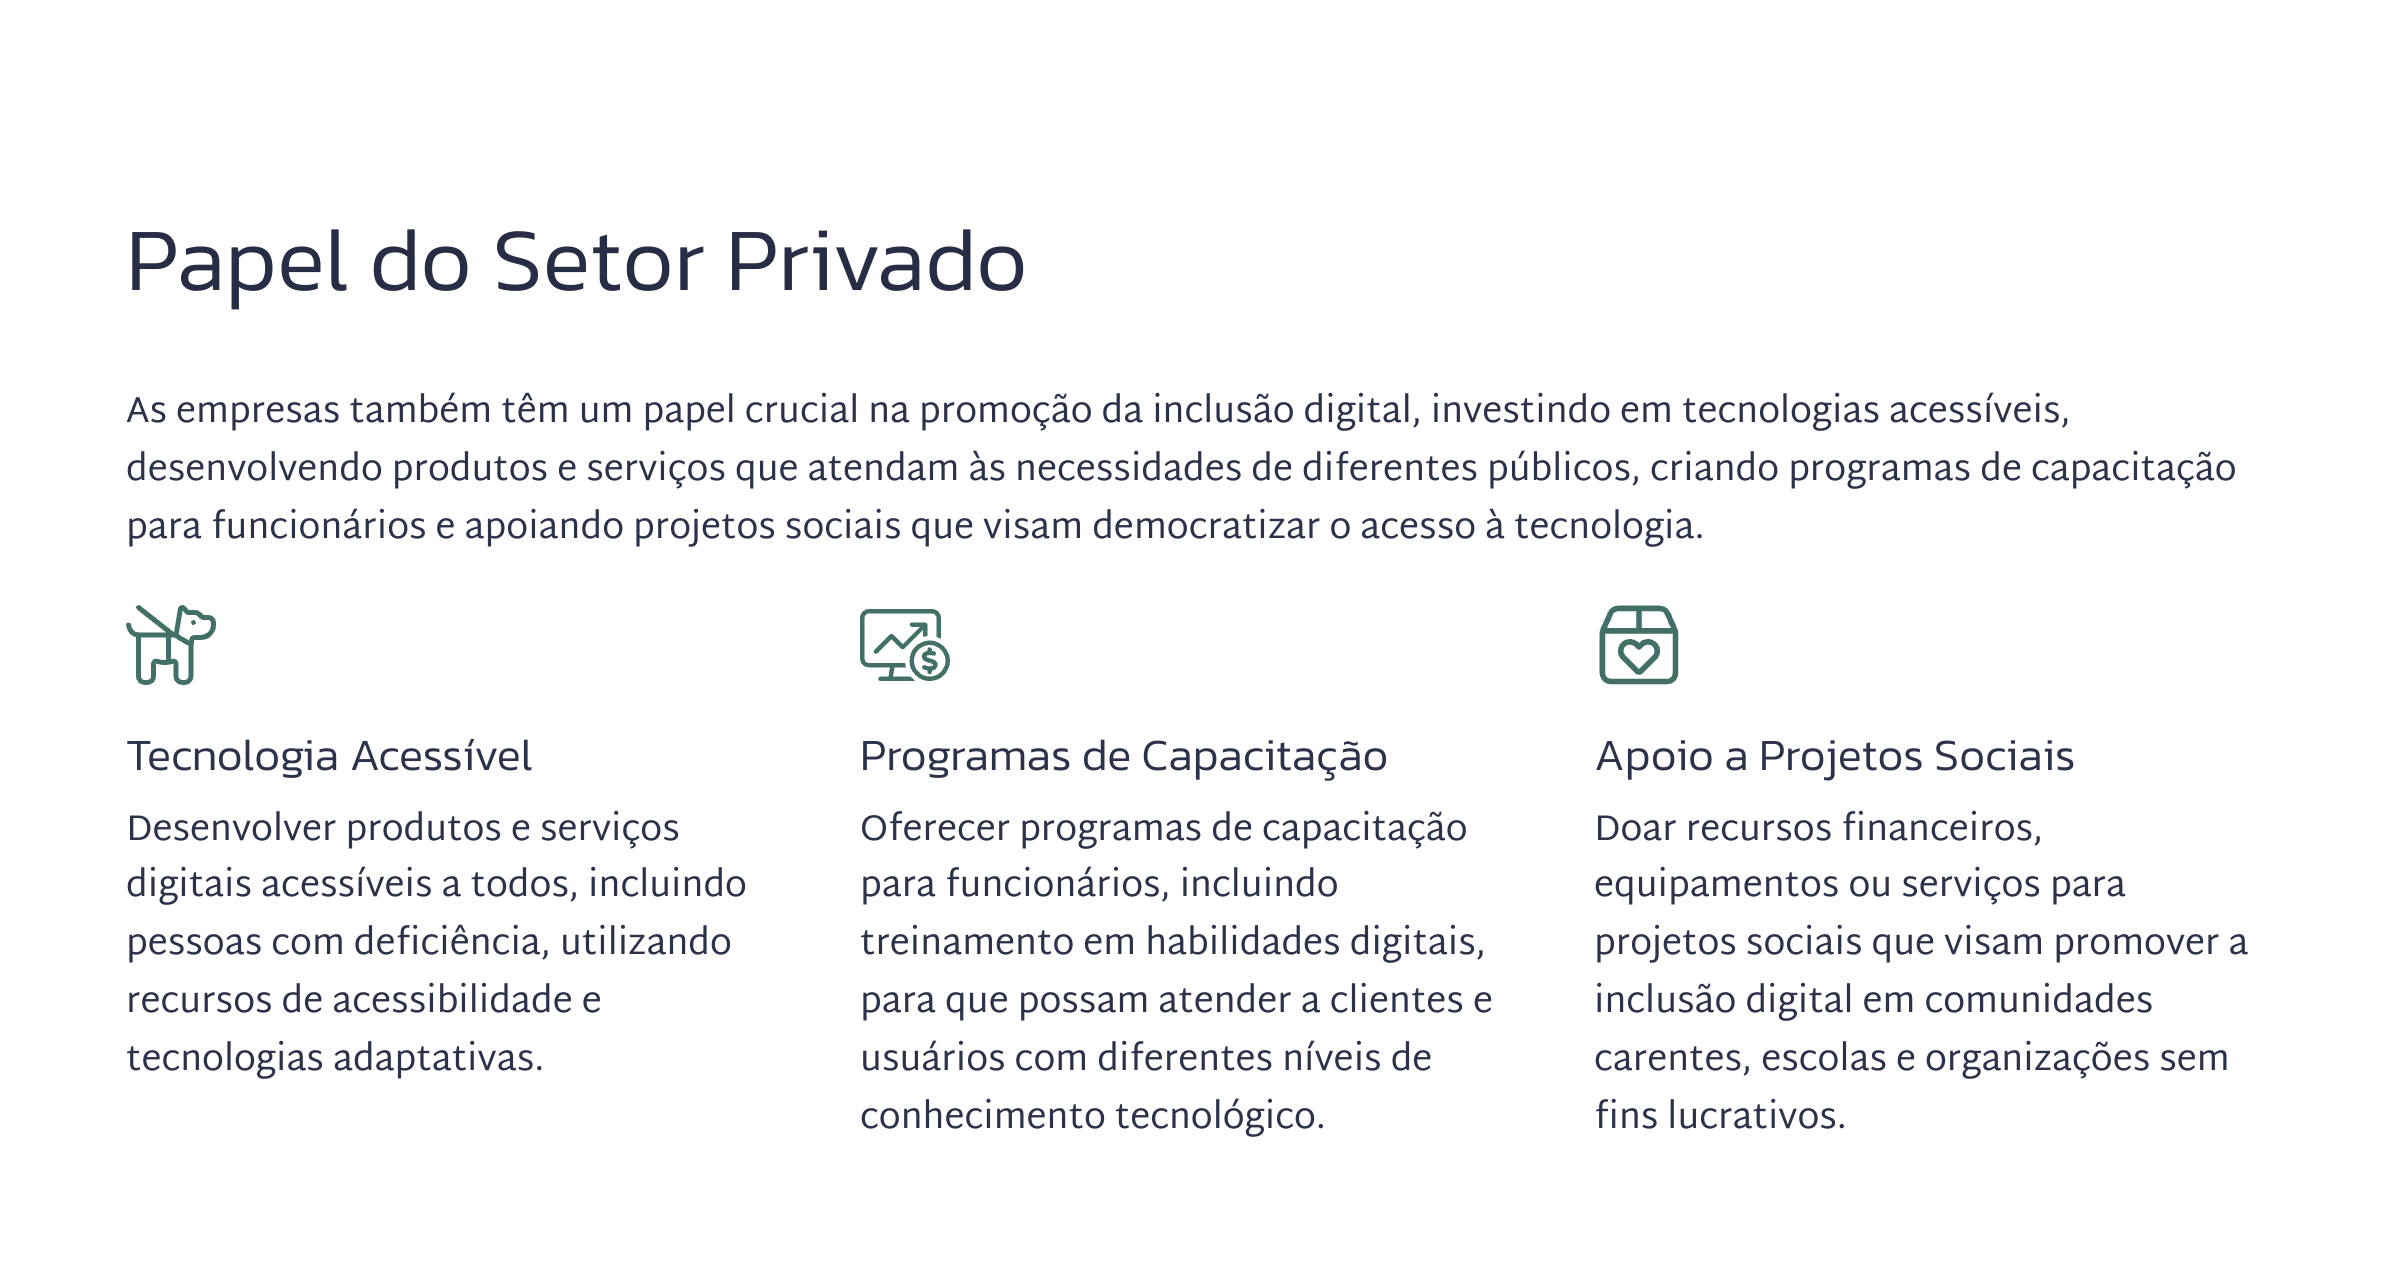 Papel do Setor Privado
As empresas também têm um papel crucial na promoção da inclusão digital, investindo em tecnologias acessíveis,
desenvolvendo produtos e serviços que atendam às necessidades de diferentes públicos, criando programas de capacitação
para funcionários e apoiando projetos sociais que visam democratizar o acesso à tecnologia.
Tecnologia Acessível
Desenvolver produtos e serviços
digitais acessíveis a todos, incluindo
pessoas com deficiência, utilizando
recursos de acessibilidade e
tecnologias adaptativas.
$
Programas de Capacitação
Oferecer programas de capacitação
para funcionários, incluindo
treinamento em habilidades digitais,
para que possam atender a clientes e
usuários com diferentes níveis de
conhecimento tecnológico.
Apoio a Projetos Sociais
Doar recursos financeiros,
equipamentos ou serviços para
projetos sociais que visam promover a
inclusão digital em comunidades
carentes, escolas e organizações sem
fins lucrativos.